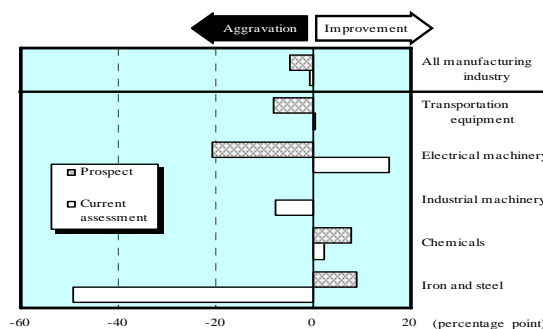 Aggravation
Improvement
All manufacturing
industry
Transportation
equipment
Electrical machinery
Industrial machinery
Chemicals
Iron and steel
Prospect
Current
assessment
-60
-40
-20
0
20
(percentage point)